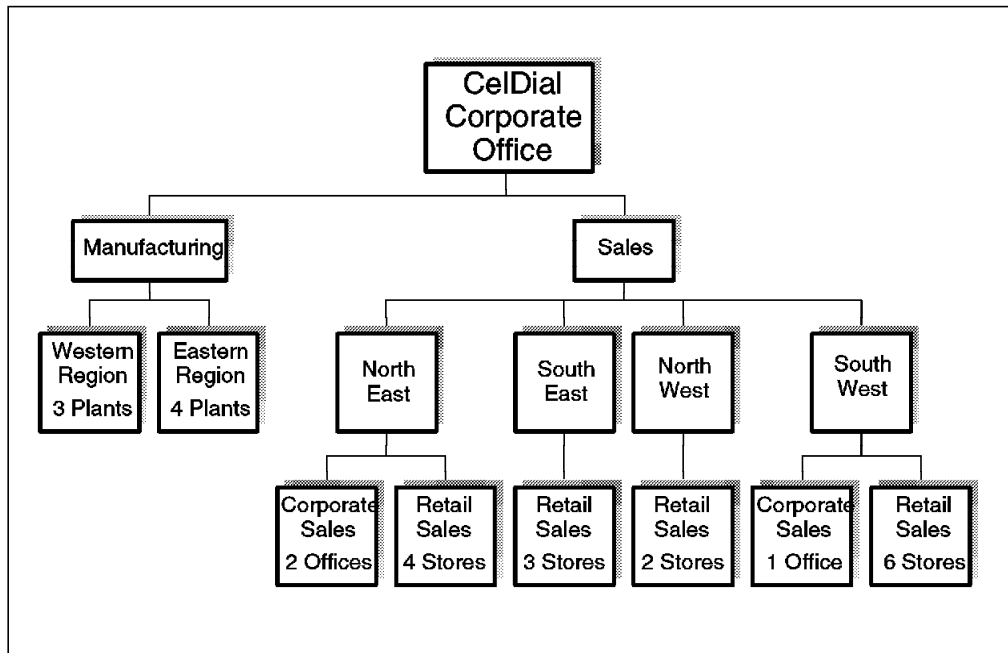 CelDial
Corporate
Office
Manufacturing
Sales
Western
Region
3 Plants
Eastern
Region
4 Plants
North
East
South
East
North
West
South
West
Corporate
Sales
2 Offices
Retail
Sales
4 Stores
Retail
Sales
3 Stores
Retail
Sales
2 Stores
Corporate
Sales
1 Office
Retail
Sales
6 Stores